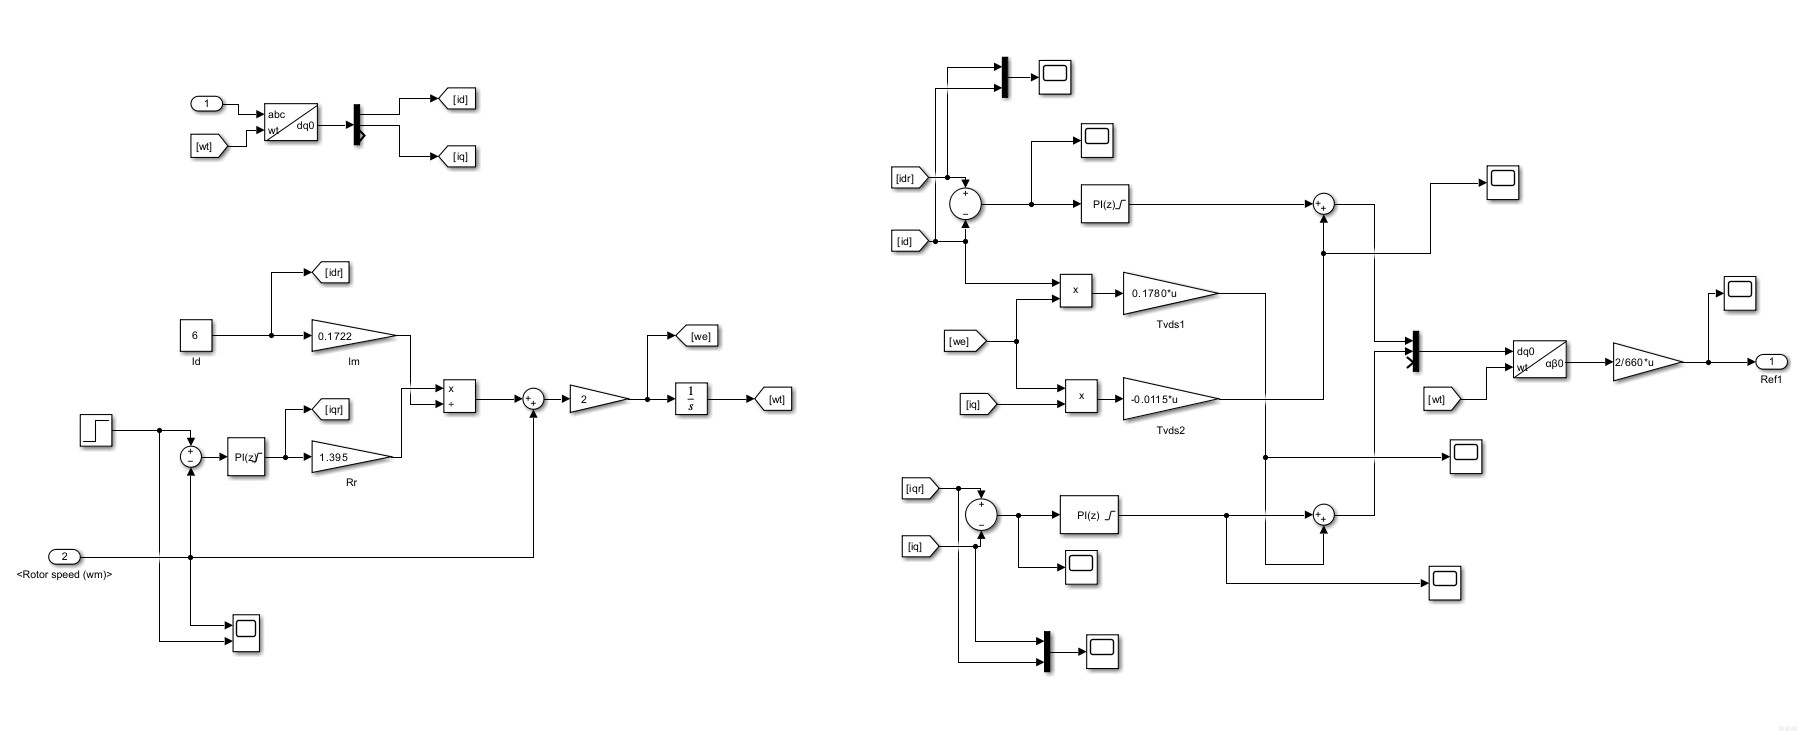 1
abc
wt
dq0
[wt]
[id]
[iq]
[idr]
6
Id
0.1722
Im
[we]
x
÷
+
+
2
1
s
[wt]
[iqr]
+
−
PI(z)
1.395
Rr
2
<Rotor speed (wm)>
[idr]
+
−
PI(z)
+
+
[id]
x
0.1780*u
Tvds1
[we]
x
-0.0115*u
Tvds2
[iq]
dq0
wt
αβ0
2/660*u
1
Ref1
[wt]
[iqr]
+
−
PI(z)
+
+
[iq]